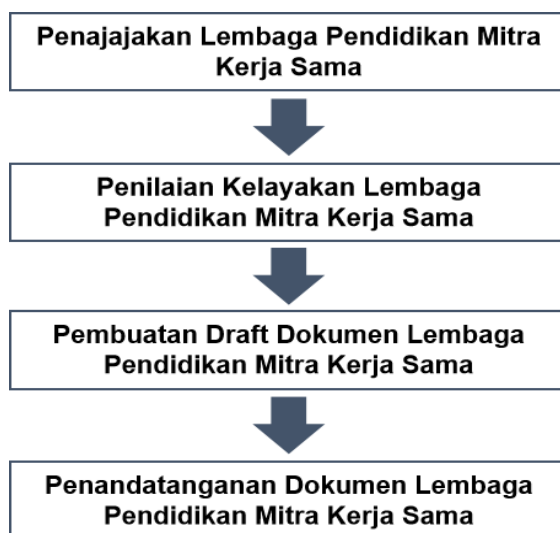 Penajajakan Lembaga Pendidikan Mitra
Kerja Sama
Penilaian Kelayakan Lembaga
Pendidikan Mitra Kerja Sama
Pembuatan Draft Dokumen Lembaga
Pendidikan Mitra Kerja Sama
Penandatanganan Dokumen Lembaga
Pendidikan Mitra Kerja Sama